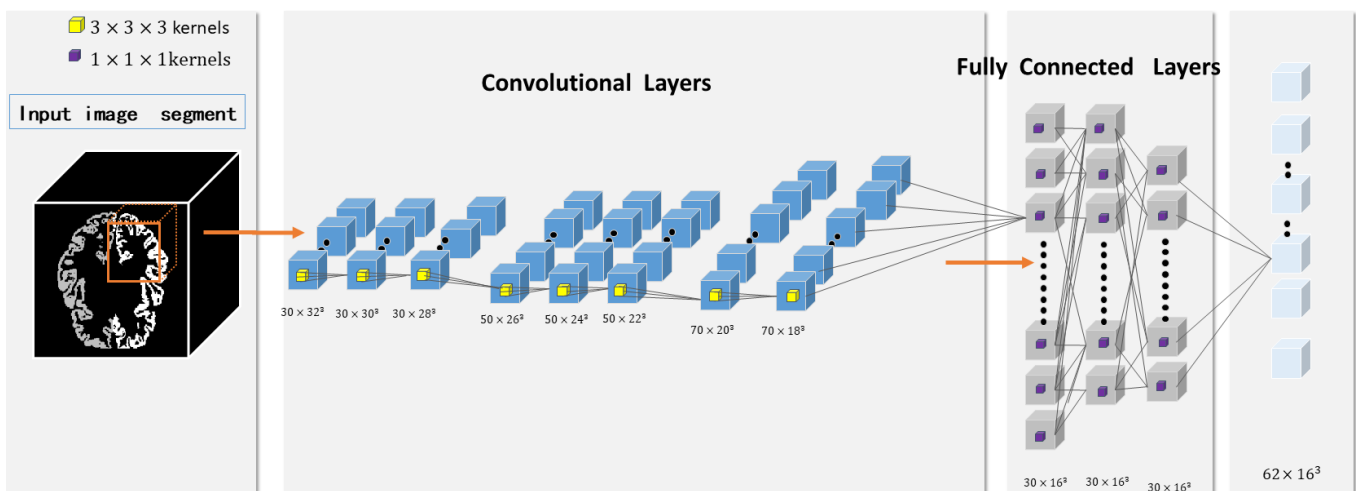 3 × 3 × 3 kernels
1 × 1 × 1kernels
Input image segment
Convolutional Layers
30 × 32³
30 × 30³
30 × 28³
50 × 26³
50 × 24³
50 × 22³
70 × 20³
70 × 18³
Fully Connected Layers
30 × 16³
30 × 16³
30 × 16³
62 × 16³